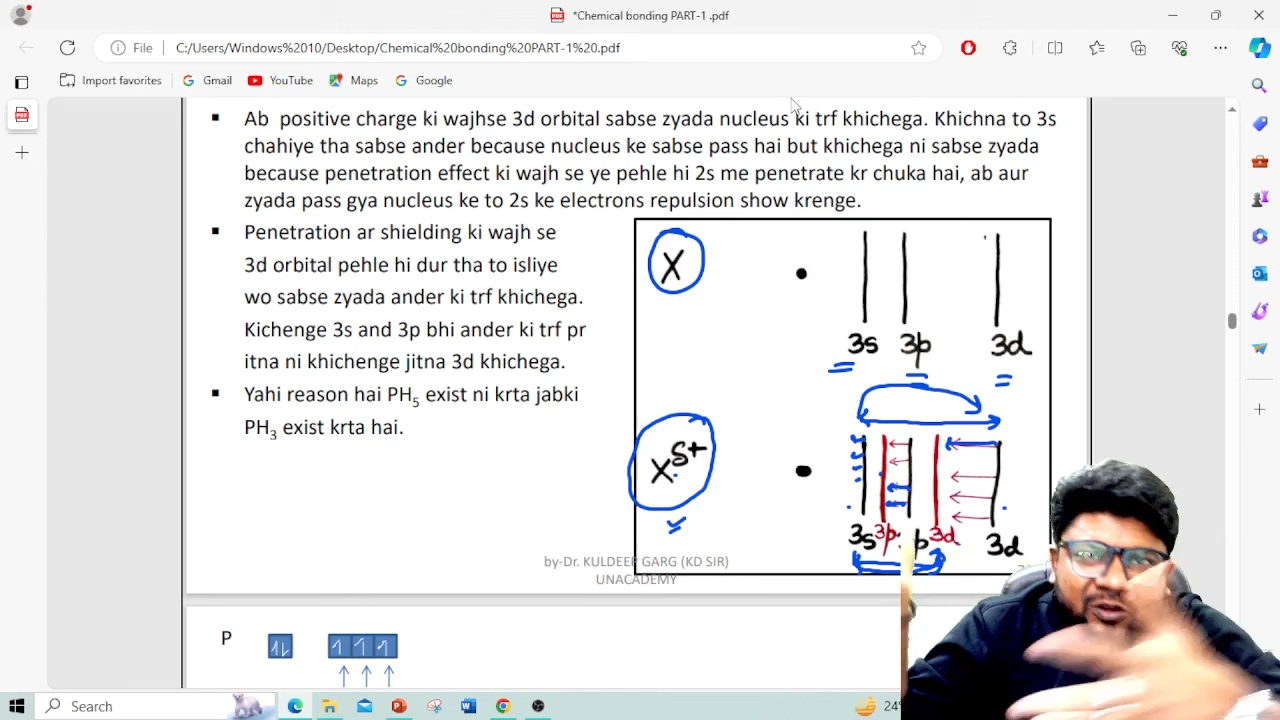 *Chemical bonding PART-1 .pdf
File
C:/Users/Windows%2010/Desktop/Chemical%20bonding%20PART-1%20.pdf
Import favorites
Gmail
YouTube
Maps
Google
▪ Ab positive charge ki wajhse 3d orbital sabse zyada nucleus ki trf khichega. Khichna to 3s
chahiye tha sabse ander because nucleus ke sabse pass hai but khichega ni sabse zyada
because penetration effect ki wajh se ye pehle hi 2s me penetrate kr chuka hai, ab aur
zyada pass gya nucleus ke to 2s ke electrons repulsion show krenge.
▪ Penetration ar shielding ki wajh se
3d orbital pehle hi dur tha to isliye
wo sabse zyada ander ki trf khichega.
Kichenge 3s and 3p bhi ander ki trf pr
itna ni khichenge jitna 3d khichega.
▪ Yahi reason hai PH5 exist ni krta jabki
PH3 exist krta hai.
X
3s 3p 3d
Xδ+
3s 3p 3d 3d
by-Dr. KULDEEP GARG (KD SIR)
UNACADEMY
P
Search
24°